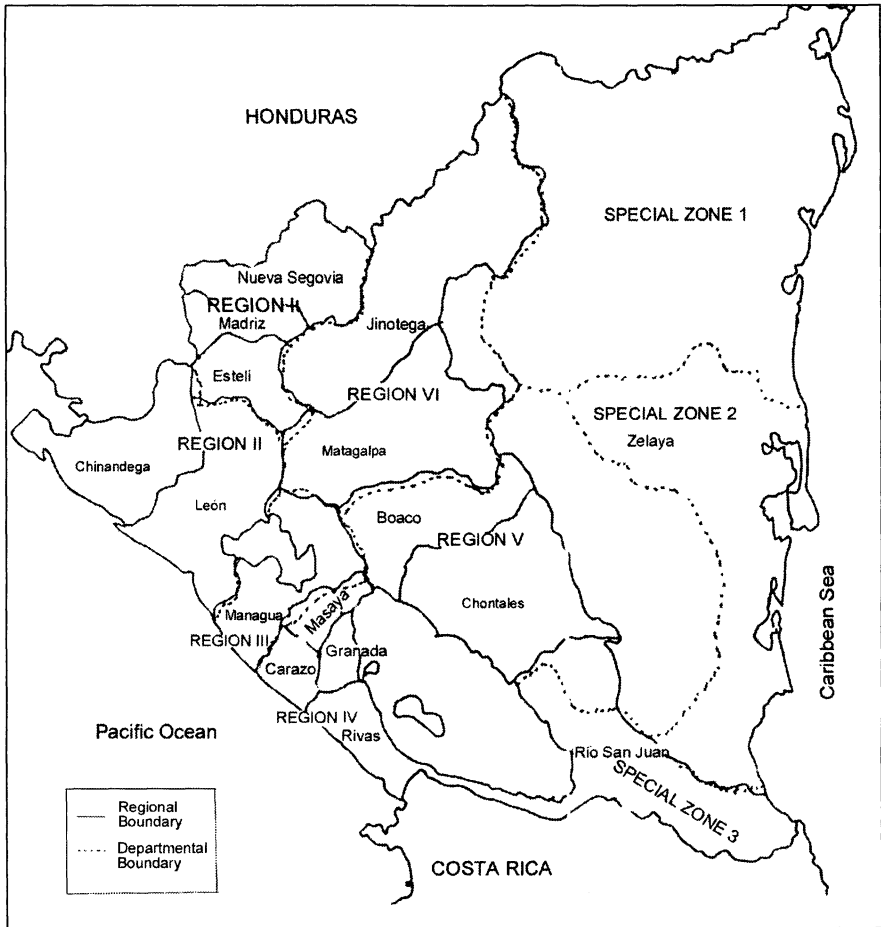 HONDURAS
SPECIAL ZONE 1
Nueva Segovia
REGION I
Madriz
Jinotega
Estelí
REGION VI
SPECIAL ZONE 2
Zelaya
REGION II
Matagalpa
Chinandega
León
Boaco
REGION V
Chontales
Masaya
Managua
REGION III
Granada
Carazo
REGION IV
Rivas
Caribbean Sea
Pacific Ocean
Río San Juan
SPECIAL ZONE 3
COSTA RICA
Regional
Boundary
Departmental
Boundary